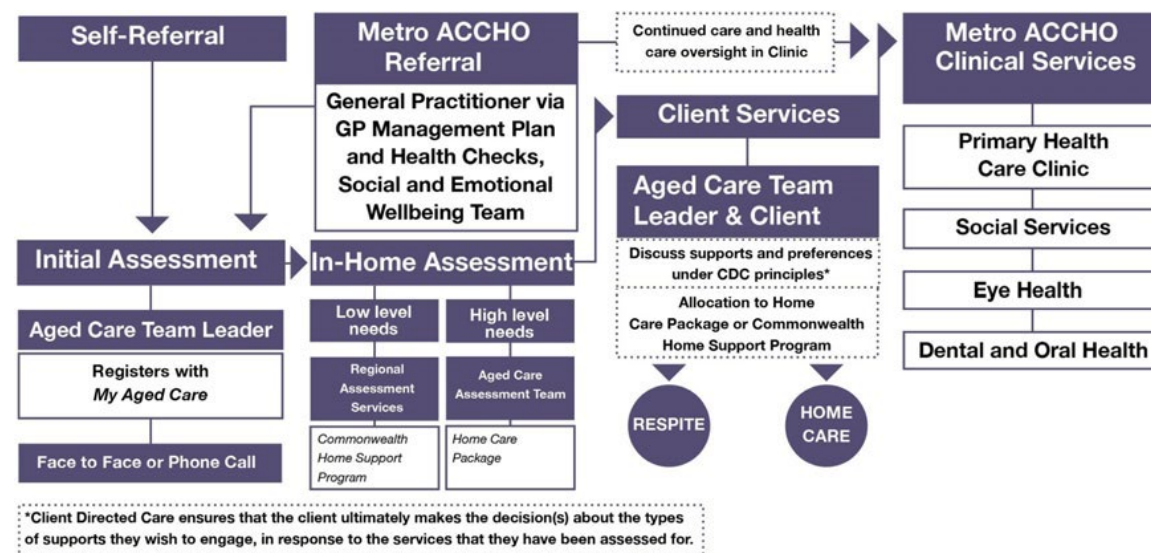 Self-Referral
Metro ACCHO
Referral
General Practitioner via
GP Management Plan
and Health Checks,
Social and Emotional
Wellbeing Team
Continued care and health
care oversight in Clinic
Metro ACCHO
Clinical Services
Primary Health
Care Clinic
Social Services
Eye Health
Dental and Oral Health
Client Services
Aged Care Team
Leader & Client
Discuss supports and preferences
under CDC principles*
Allocation to Home
Care Package or Commonwealth
Home Support Program
RESPITE
HOME
CARE
Initial Assessment
Aged Care Team Leader
Registers with
My Aged Care
Face to Face or Phone Call
In-Home Assessment
Low level
needs
Regional
Assessment
Services
Commonwealth
Home Support
Program
High level
needs
Aged Care
Assessment Team
Home Care
Package
*Client Directed Care ensures that the client ultimately makes the decision(s) about the types
of supports they wish to engage, in response to the services that they have been assessed for.